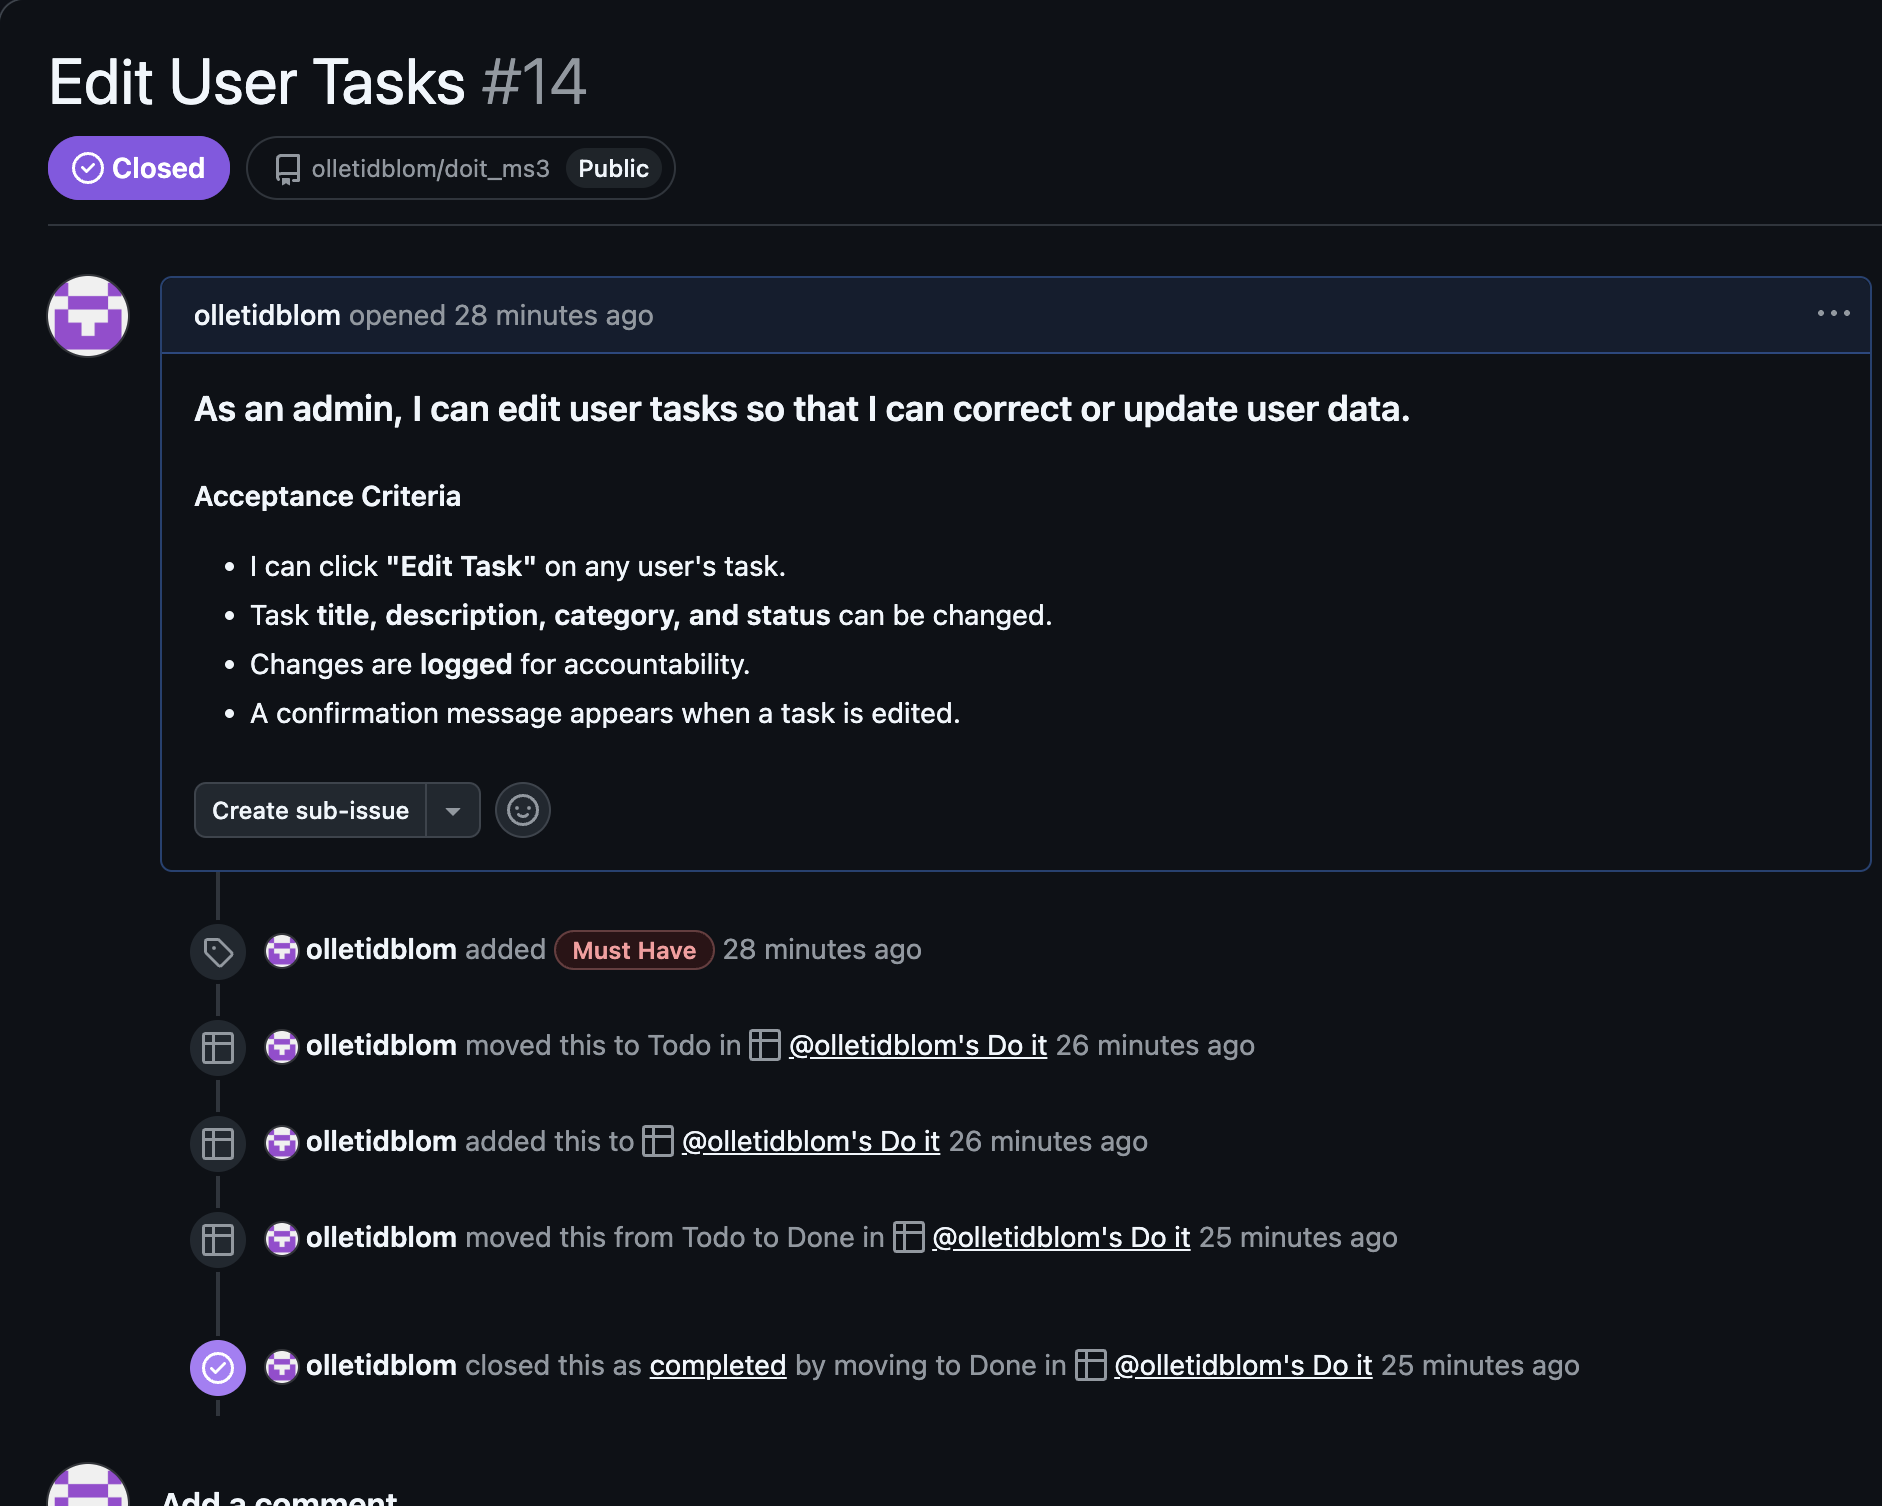 Edit User Tasks #14
Closed
olletidblom/doit_ms3 Public
olletidblom opened 28 minutes ago
As an admin, I can edit user tasks so that I can correct or update user data.
Acceptance Criteria
• I can click "Edit Task" on any user's task.
• Task title, description, category, and status can be changed.
• Changes are logged for accountability.
• A confirmation message appears when a task is edited.
Create sub-issue
olletidblom added Must Have 28 minutes ago
olletidblom moved this to Todo in @olletidblom's Do it 26 minutes ago
olletidblom added this to @olletidblom's Do it 26 minutes ago
olletidblom moved this from Todo to Done in @olletidblom's Do it 25 minutes ago
olletidblom closed this as completed by moving to Done in @olletidblom's Do it 25 minutes ago
Add a comment